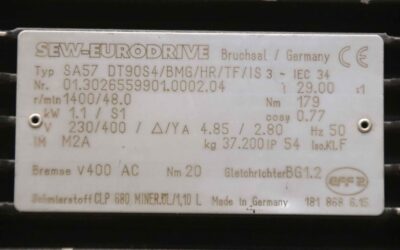 SEW-EURODRIVE Bruchsal / Germany CE
Typ SA57 DT90S4/BMG/HR/TF/IS 3 ~ IEC 34
Nr. 01.3026559901.0002.04 i 29.00 :1
r/min 1400/48.0 Nm 179
kW 1.1 / S1 cosφ 0.77
V 230/400 / Δ/Y A 4.85 / 2.80 Hz 50
IM M2A kg 37.200 IP 54 Iso.Kl.F
Bremse V 400 AC Nm 20 Gleichrichter BG1.2 EFF 2
Schmierstoff CLP 680 MINER.ÖL/1,10 L Made in Germany 181 868 6.15